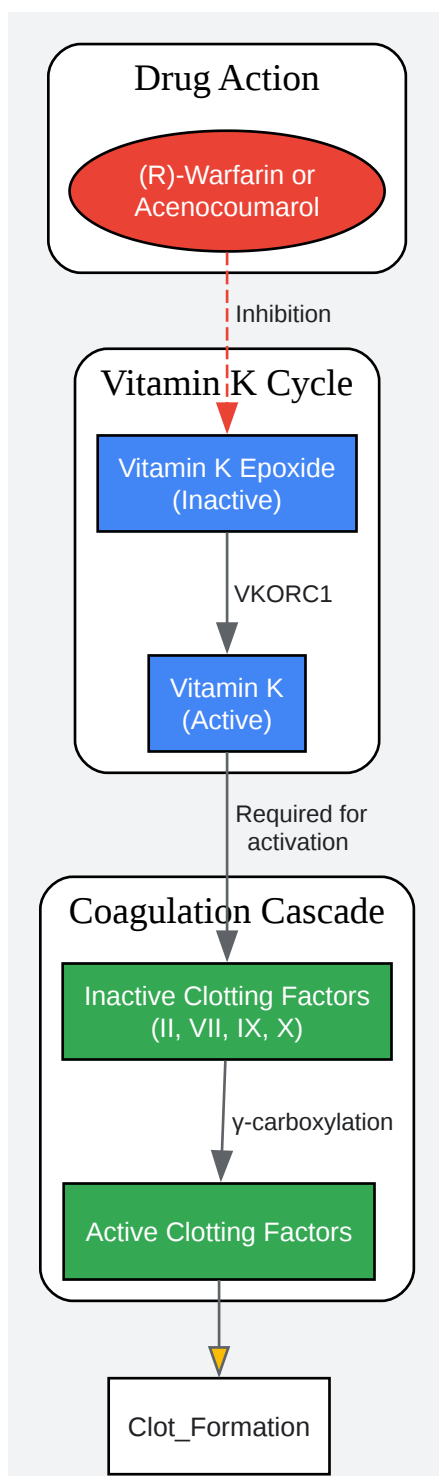 Drug Action
(R)-Warfarin or
Acenocoumarol
Inhibition
Vitamin K Cycle
Vitamin K Epoxide
(Inactive)
VKORC1
Vitamin K
(Active)
Required for
activation
Coagulation Cascade
Inactive Clotting Factors
(II, VII, IX, X)
γ-carboxylation
Active Clotting Factors
Clot_Formation